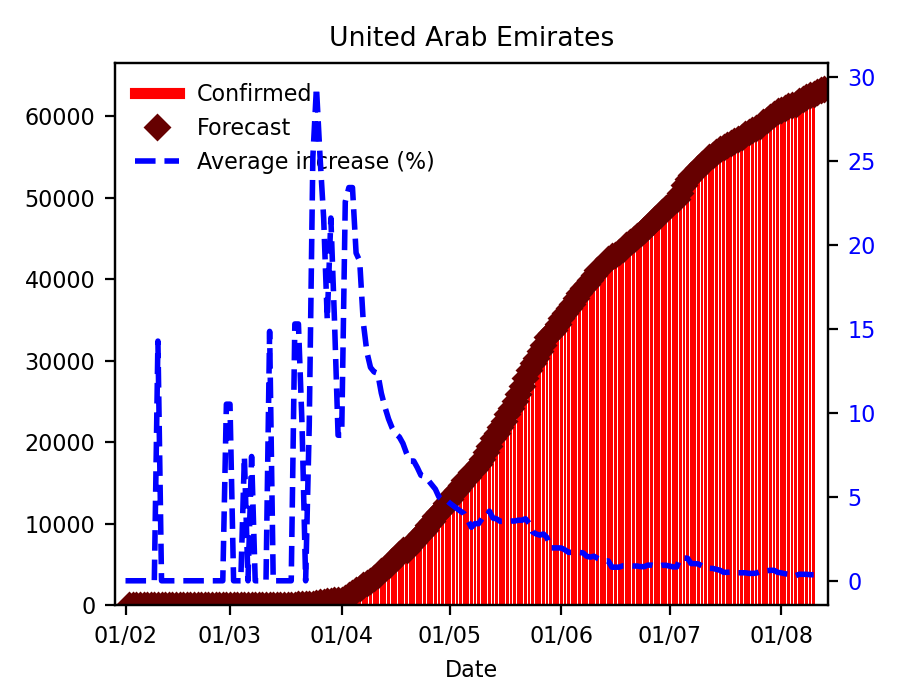 United Arab Emirates
Confirmed
Forecast
Average increase (%)
60000
50000
40000
30000
20000
10000
0
30
25
20
15
10
5
0
01/02 01/03 01/04 01/05 01/06 01/07 01/08
Date